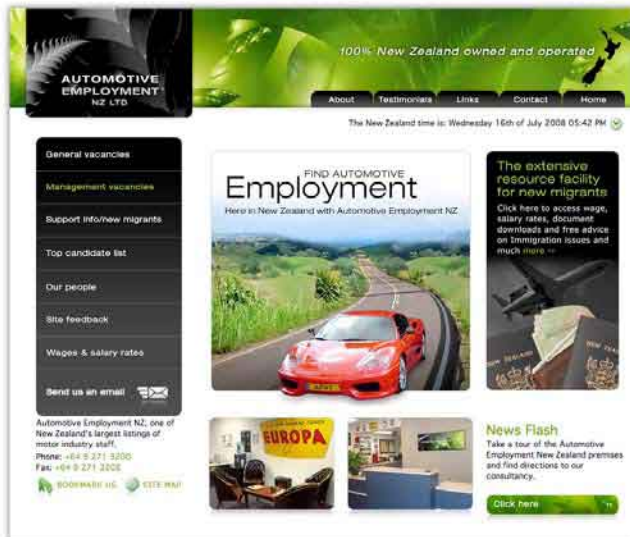 AUTOMOTIVE
EMPLOYMENT
NZ LTD
100% New Zealand owned and operated
About
Testimonials
Links
Contact
Home
The New Zealand time is: Wednesday 16th of July 2008 05:42 PM
General vacancies
Management vacancies
Support info/new migrants
Top candidate list
Our people
Site feedback
Wages & salary rates
Send us an email
Automotive Employment NZ, one of
New Zealand's largest listings of
motor industry staff.
Phone: +64 9 271 3200
Fax: +64 9 271 3208
BOOKMARK US
SITE MAP
FIND AUTOMOTIVE
Employment
Here in New Zealand with Automotive Employment NZ
EUROPA
The extensive
resource facility
for new migrants
Click here to access wage,
salary rates, document
downloads and free advice
on Immigration issues and
much more
NEW ZEALAND
NEW ZEALAND
News Flash
Take a tour of the Automotive
Employment New Zealand premises
and find directions to our
consultancy.
Click here